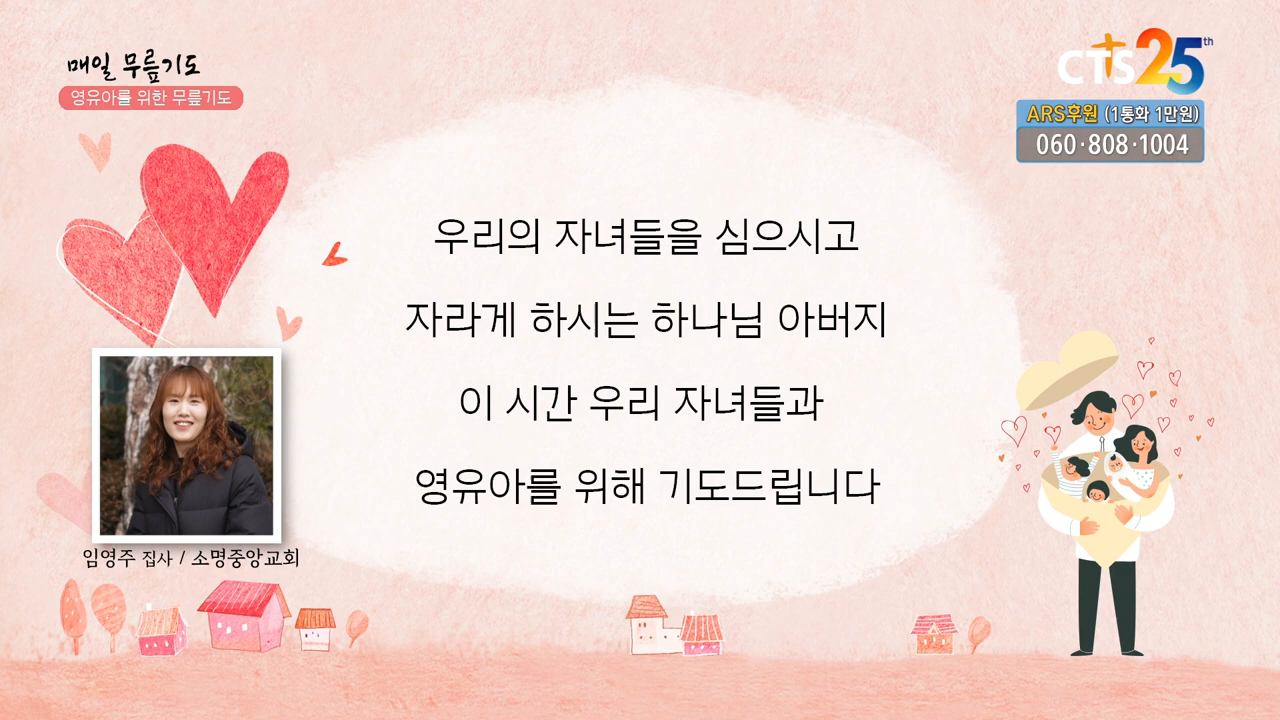 매일 무릎기도
영유아를 위한 무릎기도
CTS25th
ARS후원 (1통화 1만원)
060·808·1004
우리의 자녀들을 심으시고
자라게 하시는 하나님 아버지
이 시간 우리 자녀들과
영유아를 위해 기도드립니다
임영주 집사 / 소명중앙교회